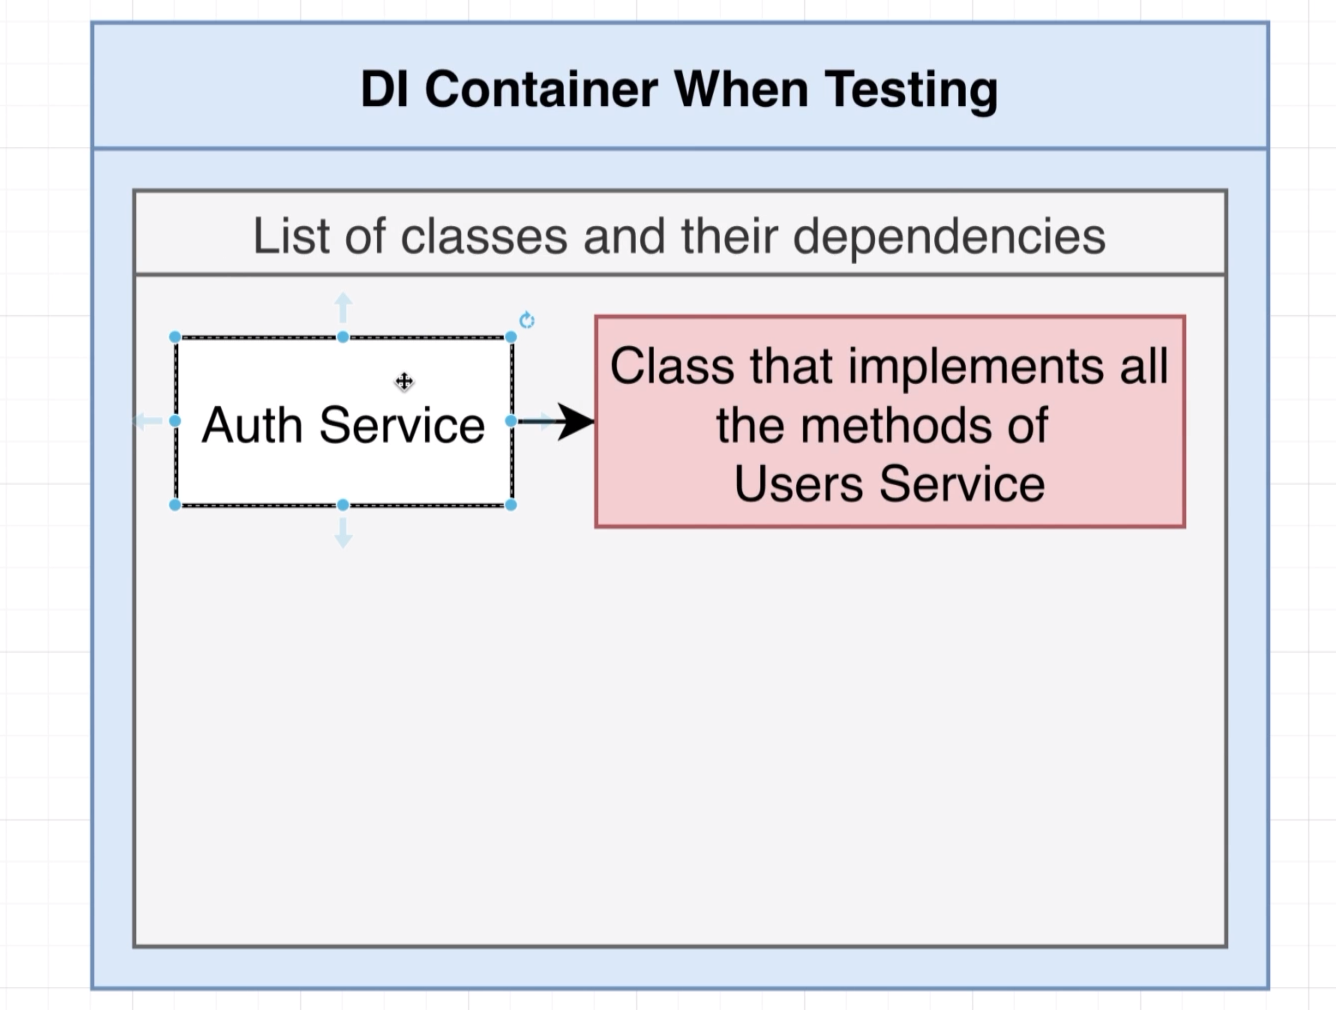 DI Container When Testing
List of classes and their dependencies
Auth Service
Class that implements all
the methods of
Users Service